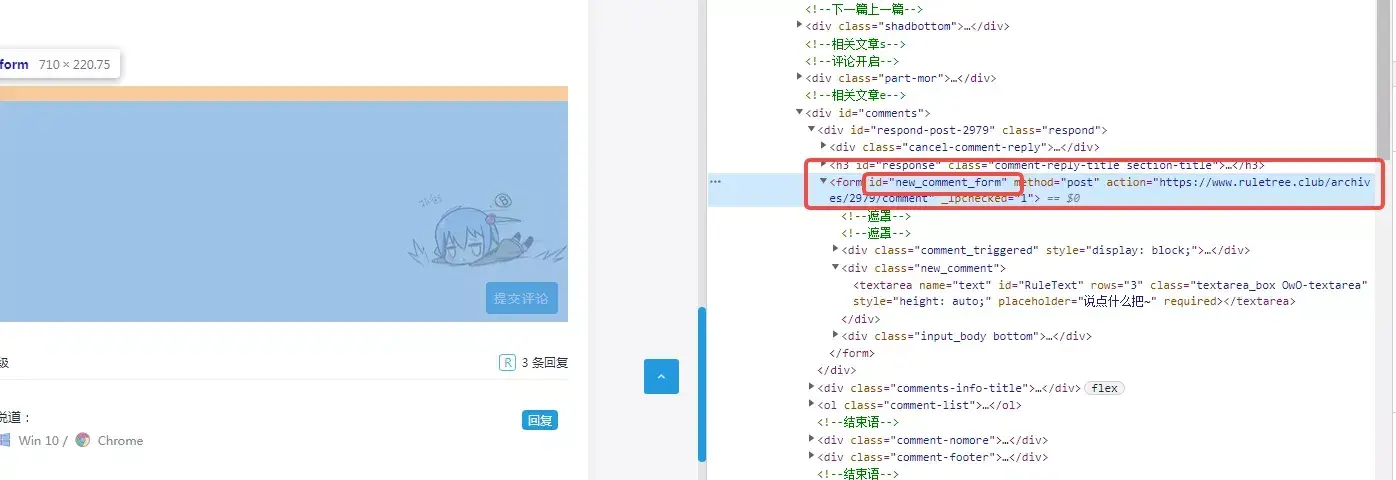 form 710 × 220.75
提交评论
级
R 3 条回复
说道：
回复
Win 10 / Chrome
<!--下一篇上一篇-->
<div class="shadbottom">…</div>
<!--相关文章s-->
<!--评论开启-->
<div class="part-mor">…</div>
<!--相关文章e-->
<div id="comments">
<div id="respond-post-2979" class="respond">
<div class="cancel-comment-reply">…</div>
<h3 id="response" class="comment-reply-title section-title">…</h3>
<form id="new_comment_form" method="post" action="https://www.ruletree.club/archiv
es/2979/comment" _lpchecked="1"> == $0
<!--遮罩-->
<!--遮罩-->
<div class="comment_triggered" style="display: block;">…</div>
<div class="new_comment">
<textarea name="text" id="RuleText" rows="3" class="textarea_box OwO-textarea"
style="height: auto;" placeholder="说点什么把~" required></textarea>
</div>
<div class="input_body bottom">…</div>
</form>
</div>
<div class="comments-info-title">…</div> flex
<ol class="comment-list">…</ol>
<!--结束语-->
<div class="comment-nomore">…</div>
<div class="comment-footer">…</div>
<!--结束语-->